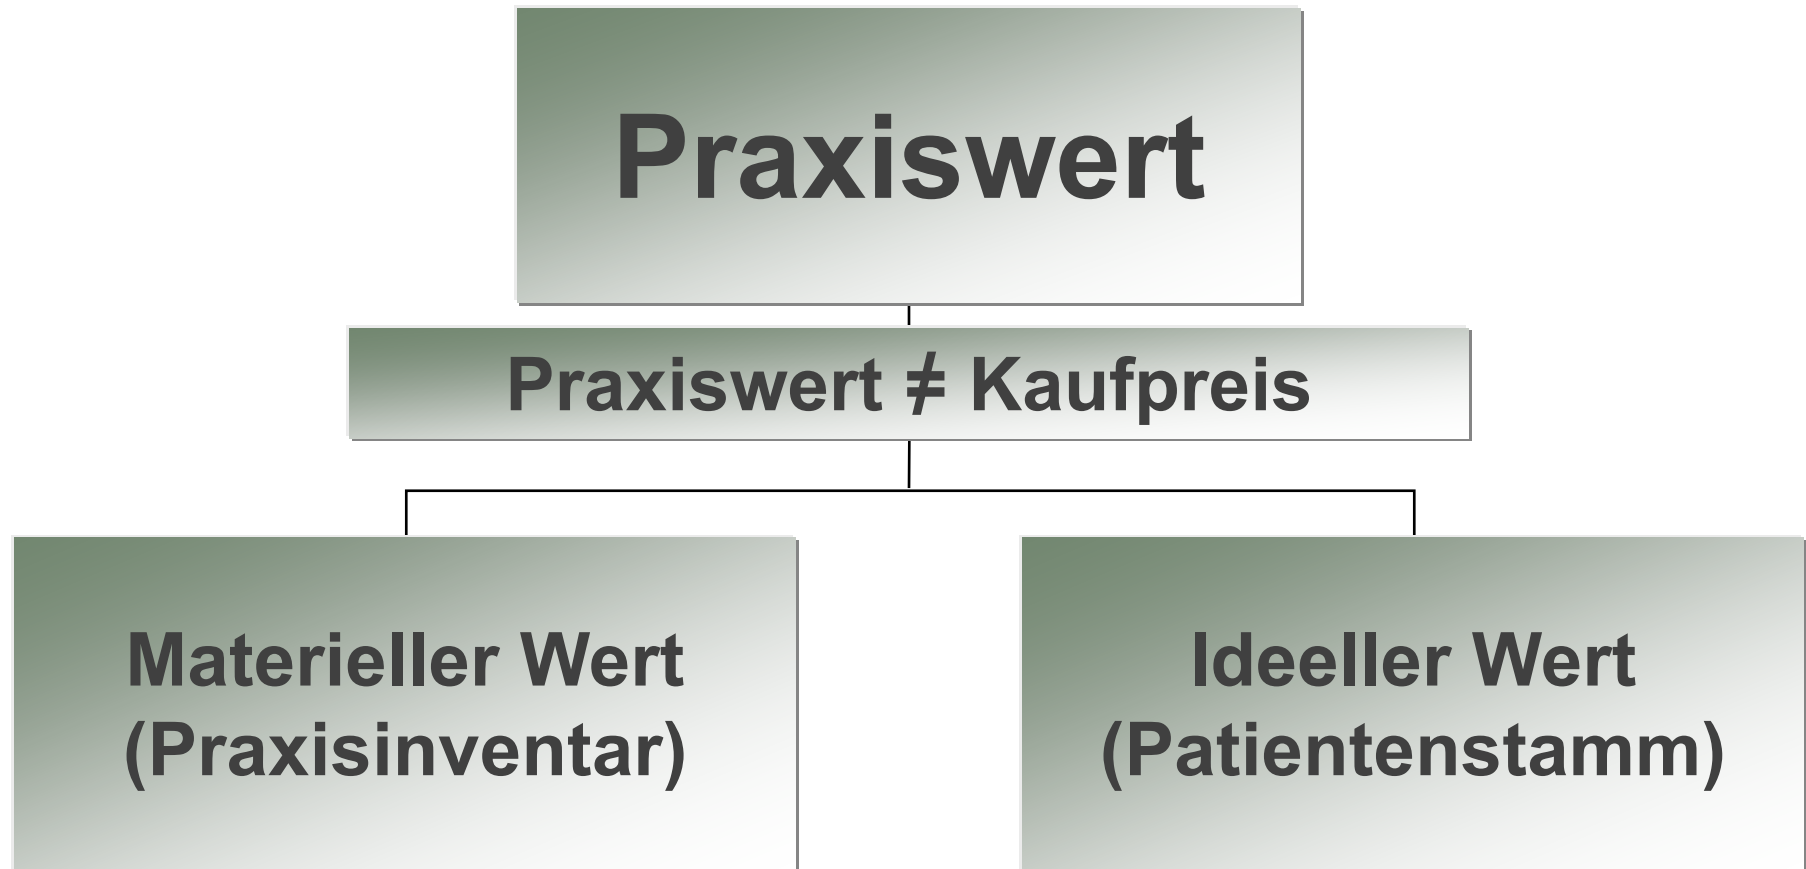 Praxiswert
Praxiswert ≠ Kaufpreis
Materieller Wert
(Praxisinventar)
Ideeller Wert
(Patientenstamm)